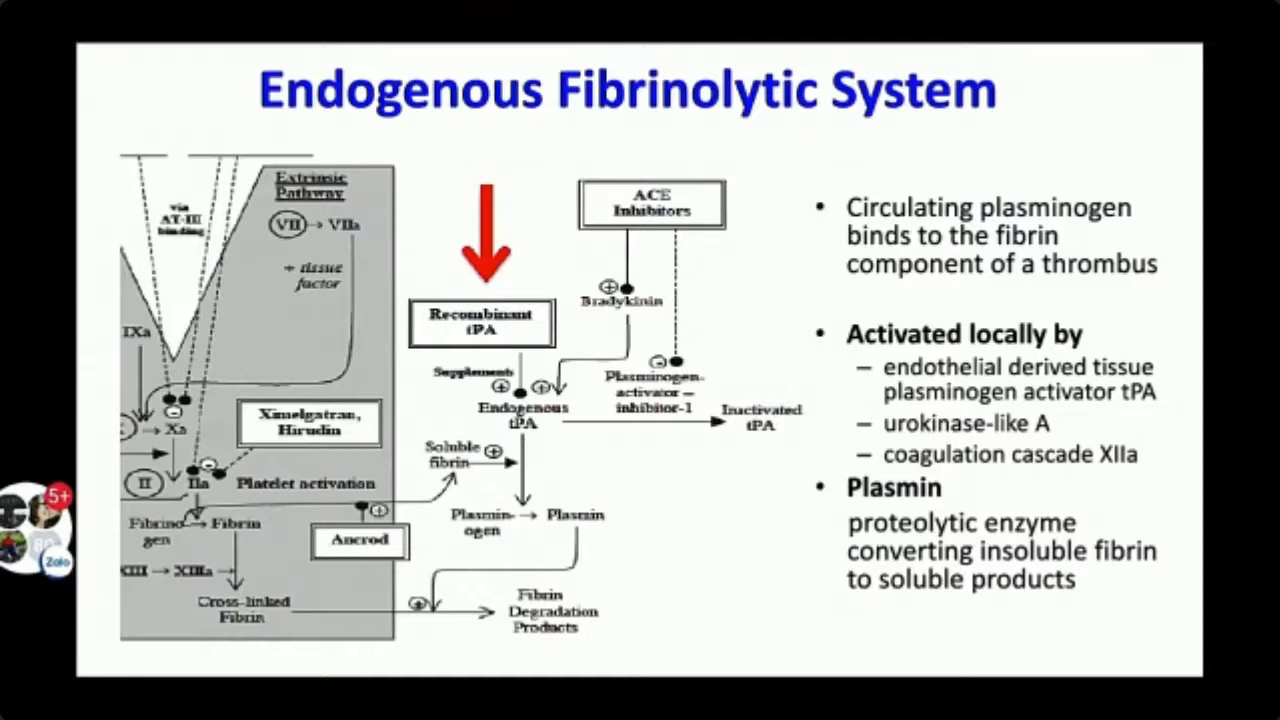 Endogenous Fibrinolytic System
Extrinsic
Pathway
via
AT-III
binding
VII → VIIa
+ tissue
factor
IXa
Xa
Ximelgatran,
Hirudin
II
IIa
Platelet activation
Fibrino-
gen
Fibrin
XIII → XIIIa
Cross-linked
Fibrin
Ancrod
Recombinant
tPA
Supplements
Endogenous
tPA
Soluble
fibrin
Plasmin-
ogen
Plasmin
Fibrin
Degradation
Products
ACE
Inhibitors
Bradykinin
Plasminogen-
activator –
inhibitor-1
Inactivated
tPA
• Circulating plasminogen
binds to the fibrin
component of a thrombus
• Activated locally by
– endothelial derived tissue
plasminogen activator tPA
– urokinase-like A
– coagulation cascade XIIa
• Plasmin
proteolytic enzyme
converting insoluble fibrin
to soluble products
5+
80
Zalo